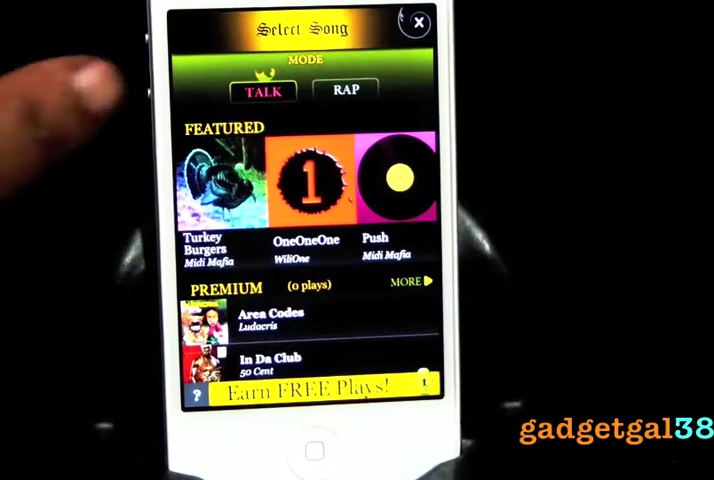 Select Song
MODE
TALK RAP
FEATURED
1
Turkey Burgers
Midi Mafia
OneOneOne
WillOne
Push
Midi Mafia
PREMIUM (0 plays) MORE
Area Codes
Ludacris
In Da Club
50 Cent
? Earn FREE Plays!
gadgetgal38